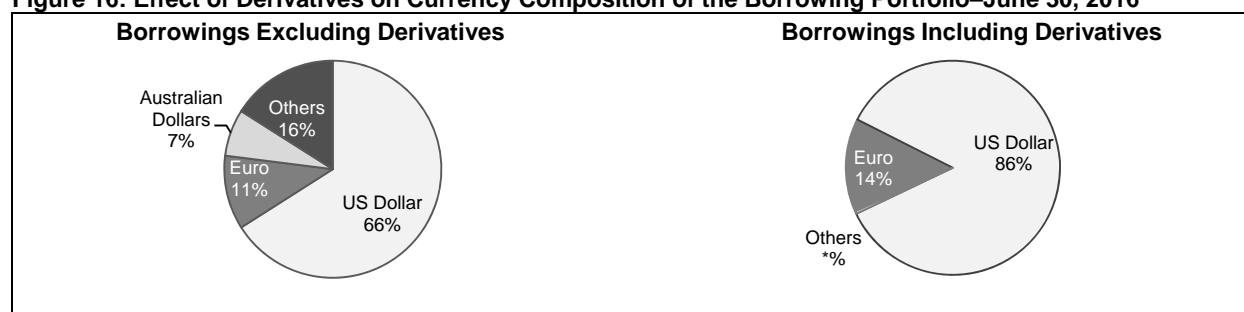 Figure 16: Effect of Derivatives on Currency Composition of the Borrowing Portfolio–June 30, 2016
Borrowings Excluding Derivatives
Australian
Dollars
7%
Others
16%
Euro
11%
US Dollar
66%
Borrowings Including Derivatives
Euro
14%
US Dollar
86%
Others
*%